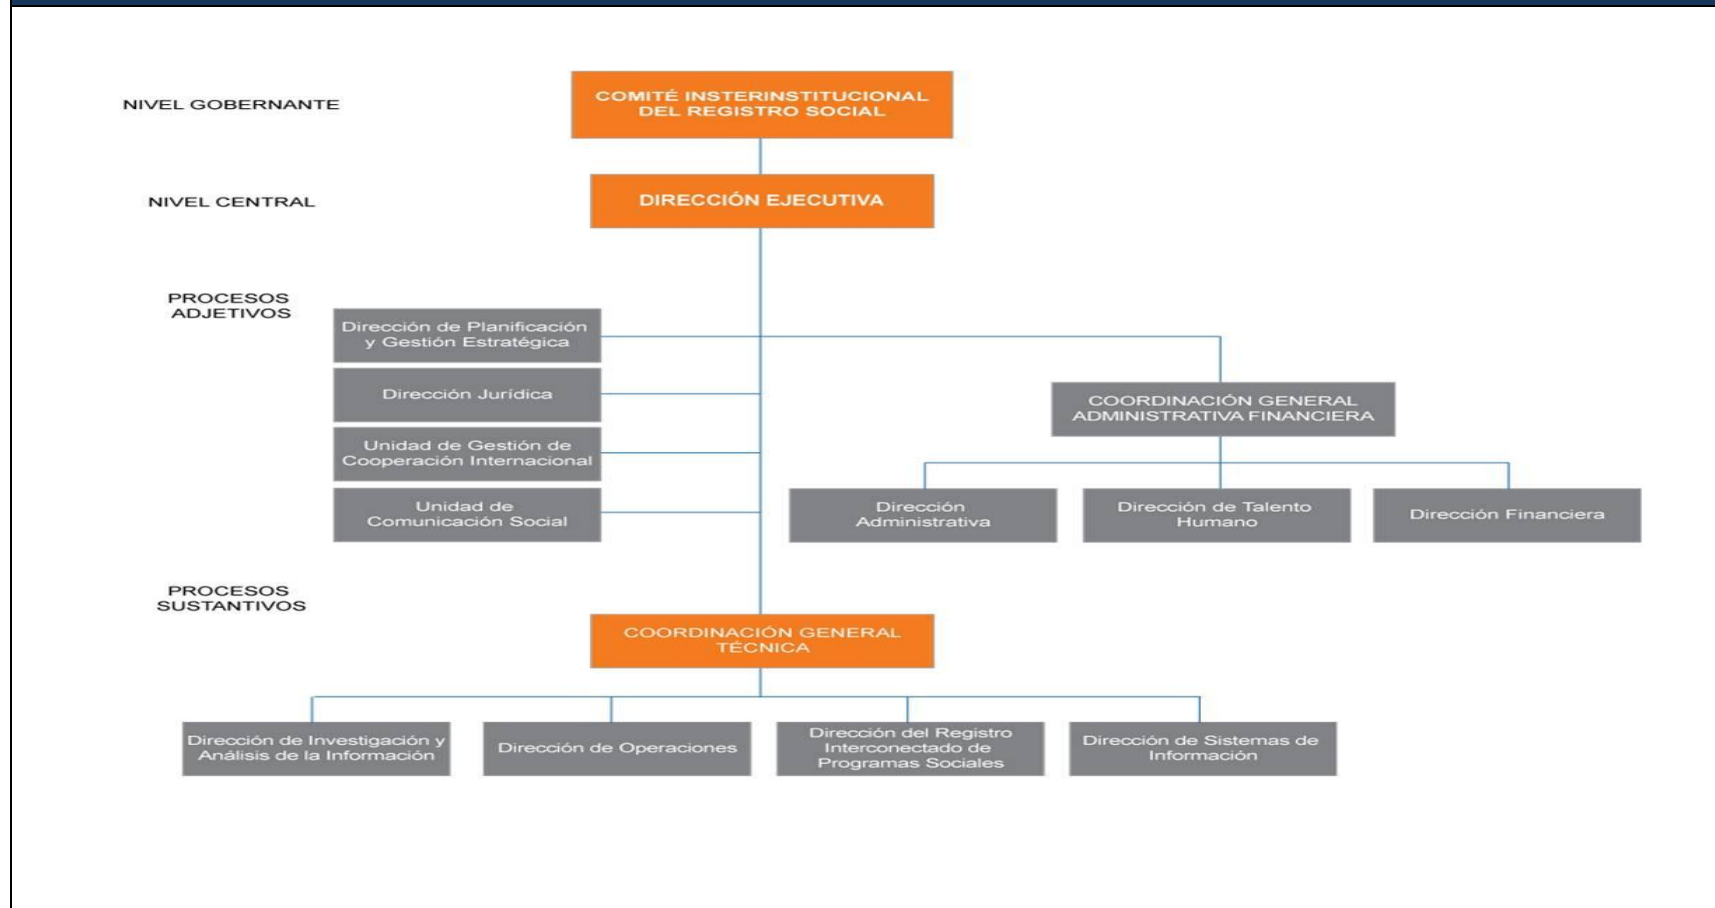 NIVEL GOBERNANTE
COMITÉ INSTERINSTITUCIONAL
DEL REGISTRO SOCIAL
NIVEL CENTRAL
DIRECCIÓN EJECUTIVA
PROCESOS
ADJETIVOS
Dirección de Planificación
y Gestión Estratégica
Dirección Jurídica
Unidad de Gestión de
Cooperación Internacional
Unidad de
Comunicación Social
COORDINACIÓN GENERAL
ADMINISTRATIVA FINANCIERA
Dirección
Administrativa
Dirección de Talento
Humano
Dirección Financiera
PROCESOS
SUSTANTIVOS
COORDINACIÓN GENERAL
TÉCNICA
Dirección de Investigación y
Análisis de la Información
Dirección de Operaciones
Dirección del Registro
Interconectado de
Programas Sociales
Dirección de Sistemas de
Información